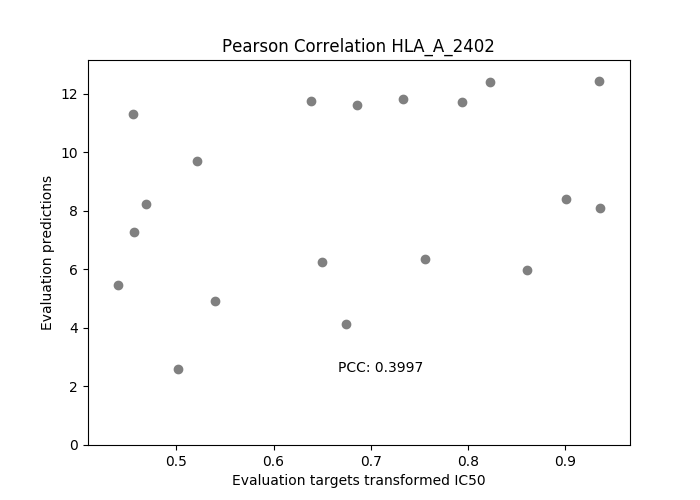 Pearson Correlation HLA_A_2402
12
10
8
6
4
2
0
Evaluation predictions
PCC: 0.3997
0.5 0.6 0.7 0.8 0.9
Evaluation targets transformed IC50